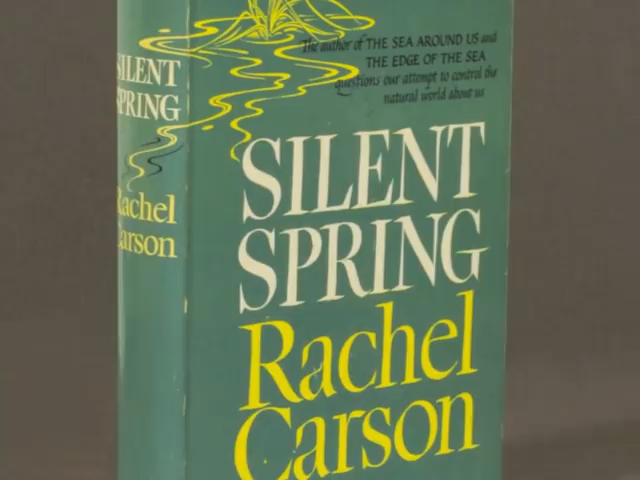 The author of THE SEA AROUND US and
THE EDGE OF THE SEA
questions our attempt to control the
natural world about us
SILENT
SPRING
Rachel
Carson
SILENT
SPRING
Rachel
Carson